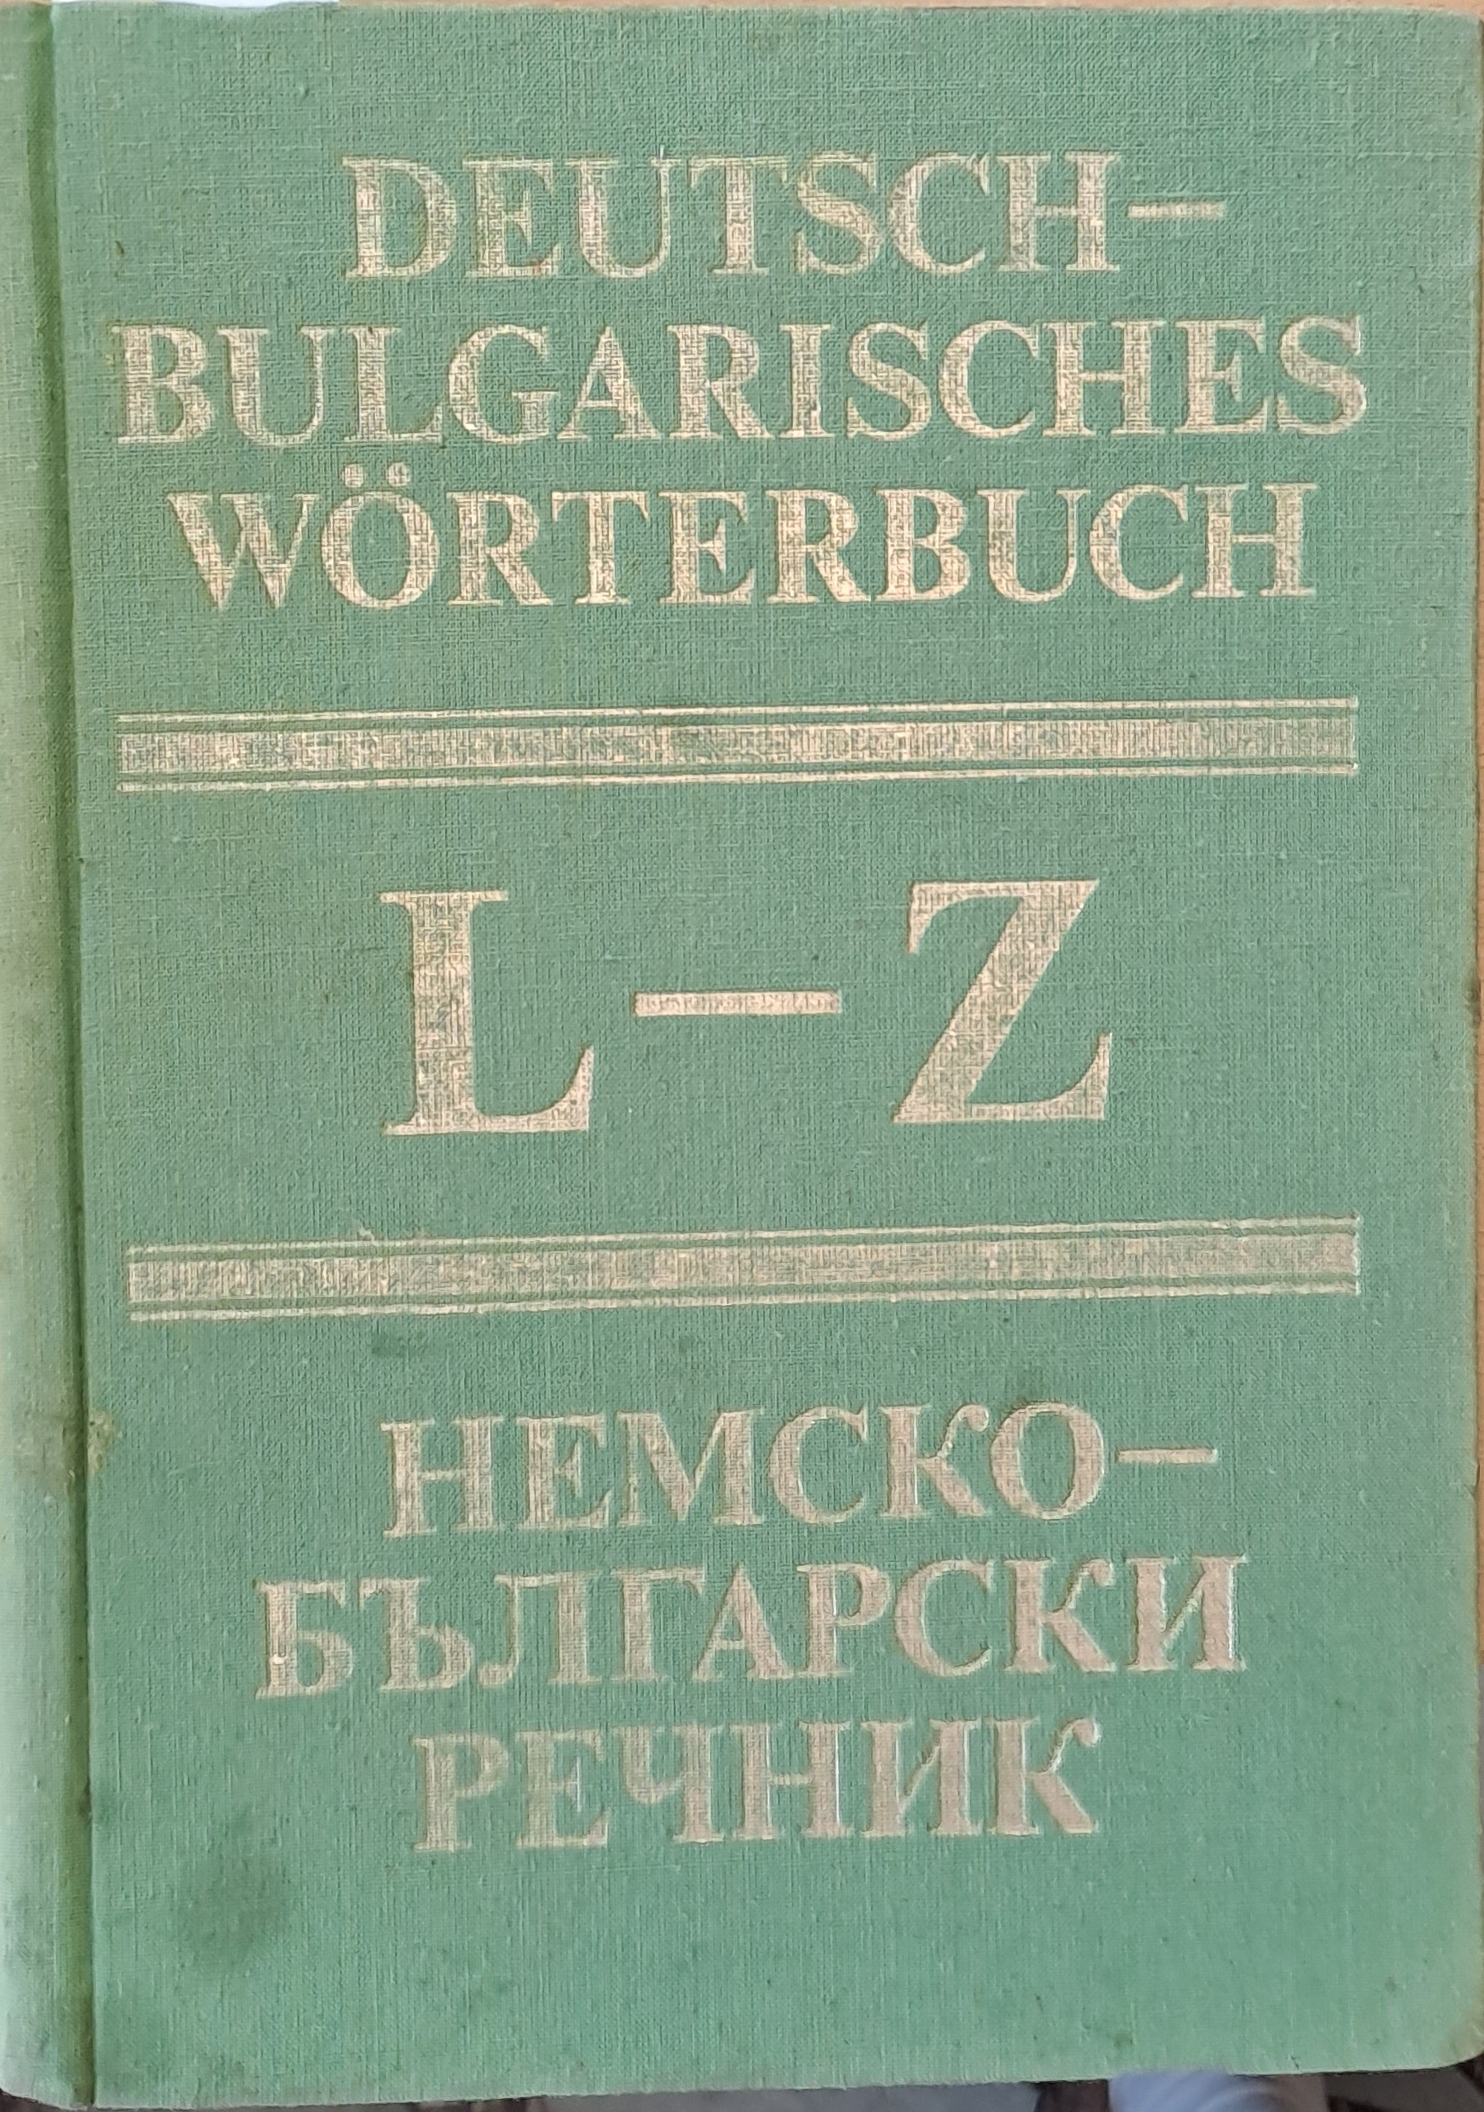 DEUTSCH–
BULGARISCHES
WÖRTERBUCH
L – Z
НЕМСКО–
БЪЛГАРСКИ
РЕЧНИК